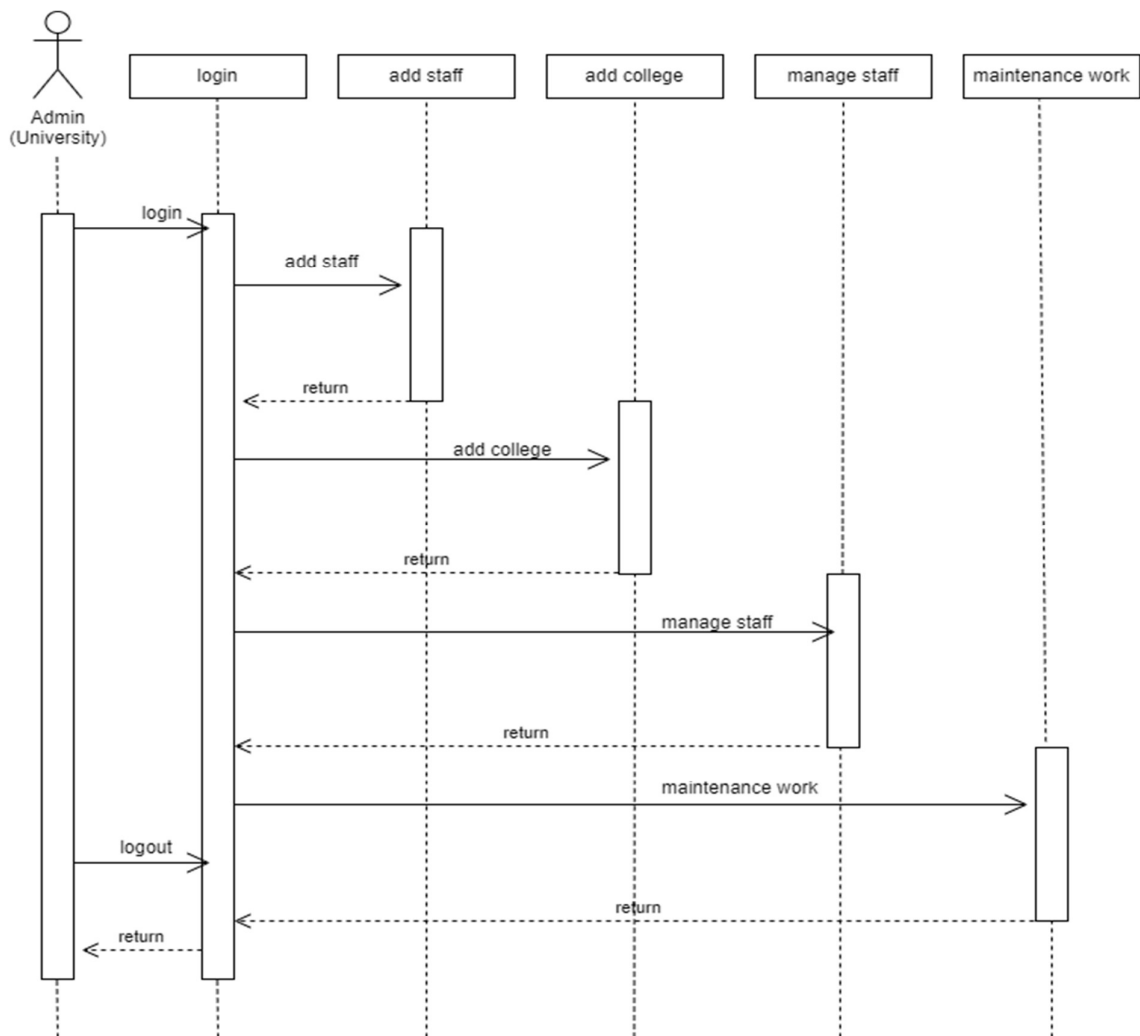 login
add staff
add college
manage staff
maintenance work
Admin
(University)
login
add staff
return
add college
return
manage staff
return
maintenance work
logout
return
return